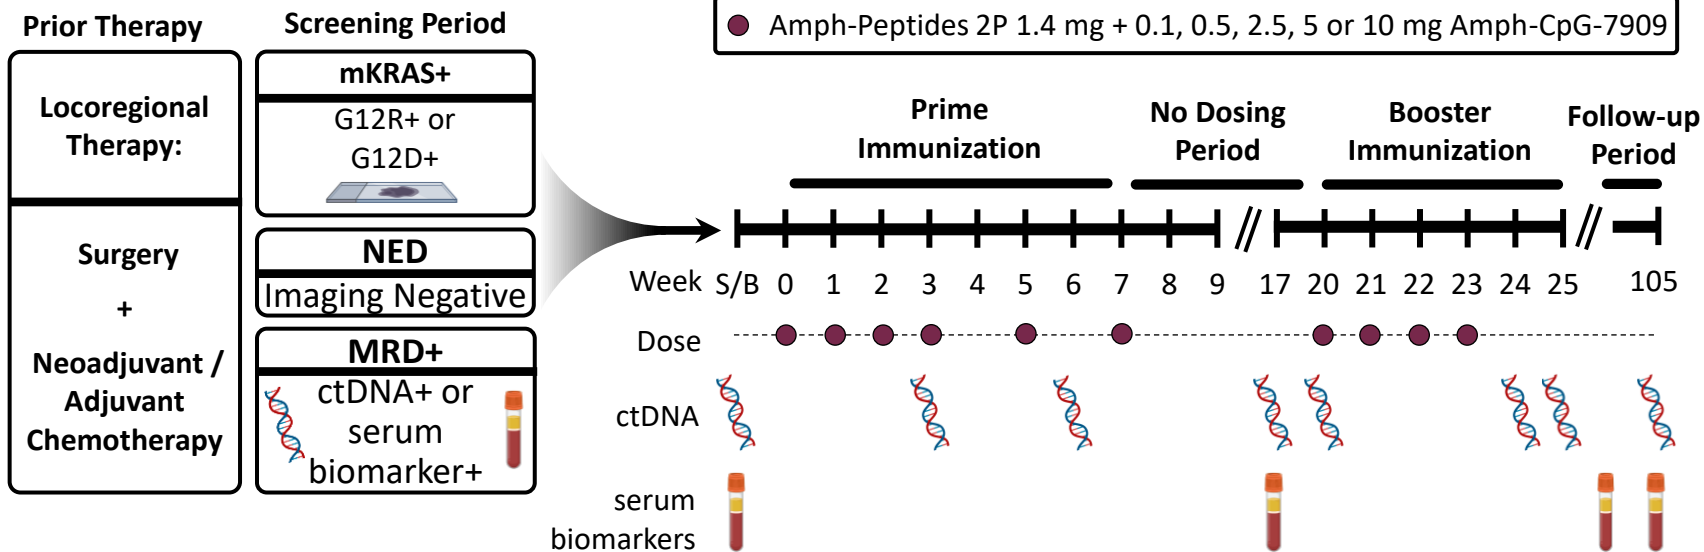 Prior Therapy
Locoregional
Therapy:
Surgery
+
Neoadjuvant /
Adjuvant
Chemotherapy
Screening Period
mKRAS+
G12R+ or
G12D+
NED
Imaging Negative
MRD+
ctDNA+ or
serum
biomarker+
Amph-Peptides 2P 1.4 mg + 0.1, 0.5, 2.5, 5 or 10 mg Amph-CpG-7909
Prime
Immunization
No Dosing
Period
Booster
Immunization
Follow-up
Period
Week S/B 0 1 2 3 4 5 6 7 8 9 17 20 21 22 23 24 25 105
Dose
ctDNA
serum
biomarkers